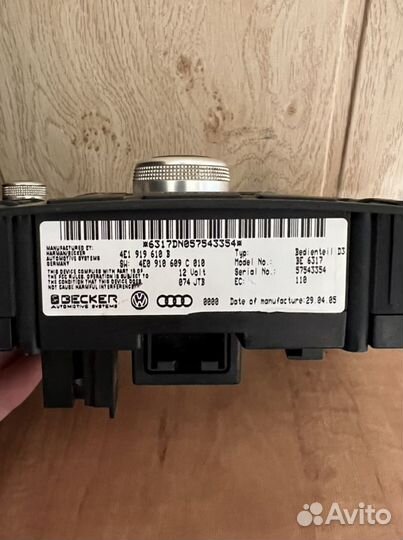 *6317DN057543354*
MANUFACTURED BY:
HARMAN/BECKER
AUTOMOTIVE SYSTEMS
GERMANY
4E1 919 610 B
SW: 4E0 910 609 C 010
Typ: Bedienteil D3
Model No.: BE 6317
THIS DEVICE COMPLIES WITH PART 15 OF
THE FCC RULES. OPERATION IS SUBJECT TO
THE CONDITION THAT THIS DEVICE DOES
NOT CAUSE HARMFUL INTERFERENCE.
12 Volt
074 JTB
Serial No.: 57543354
EC: 110
BECKER
AUTOMOTIVE SYSTEMS
0000 Date of manufacture: 29.04.05
Avito